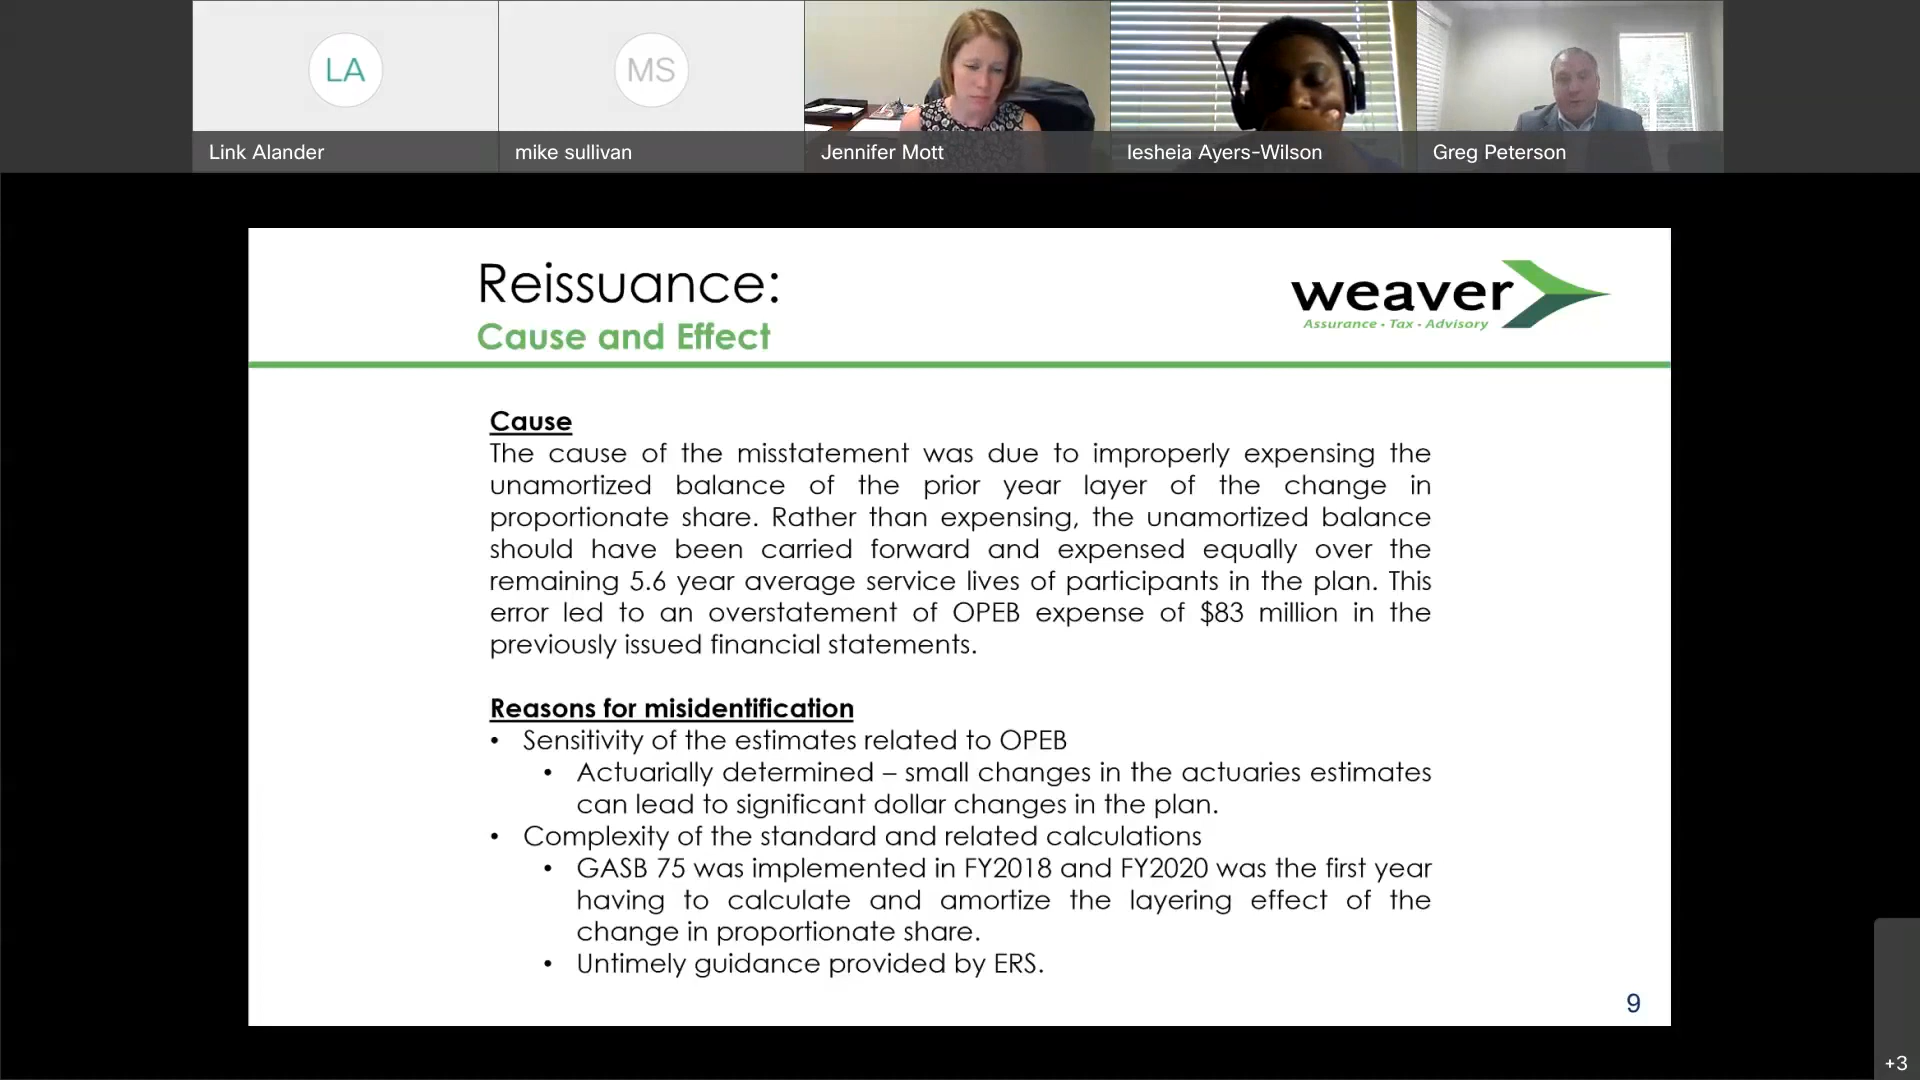 LA
MS
Link Alander
mike sullivan
Jennifer Mott
Iesheia Ayers-Wilson
Greg Peterson
Reissuance:
Cause and Effect
weaver
Assurance • Tax • Advisory
Cause
The cause of the misstatement was due to improperly expensing the
unamortized balance of the prior year layer of the change in
proportionate share. Rather than expensing, the unamortized balance
should have been carried forward and expensed equally over the
remaining 5.6 year average service lives of participants in the plan. This
error led to an overstatement of OPEB expense of $83 million in the
previously issued financial statements.
Reasons for misidentification
• Sensitivity of the estimates related to OPEB
• Actuarially determined – small changes in the actuaries estimates
can lead to significant dollar changes in the plan.
• Complexity of the standard and related calculations
• GASB 75 was implemented in FY2018 and FY2020 was the first year
having to calculate and amortize the layering effect of the
change in proportionate share.
• Untimely guidance provided by ERS.
9
+3